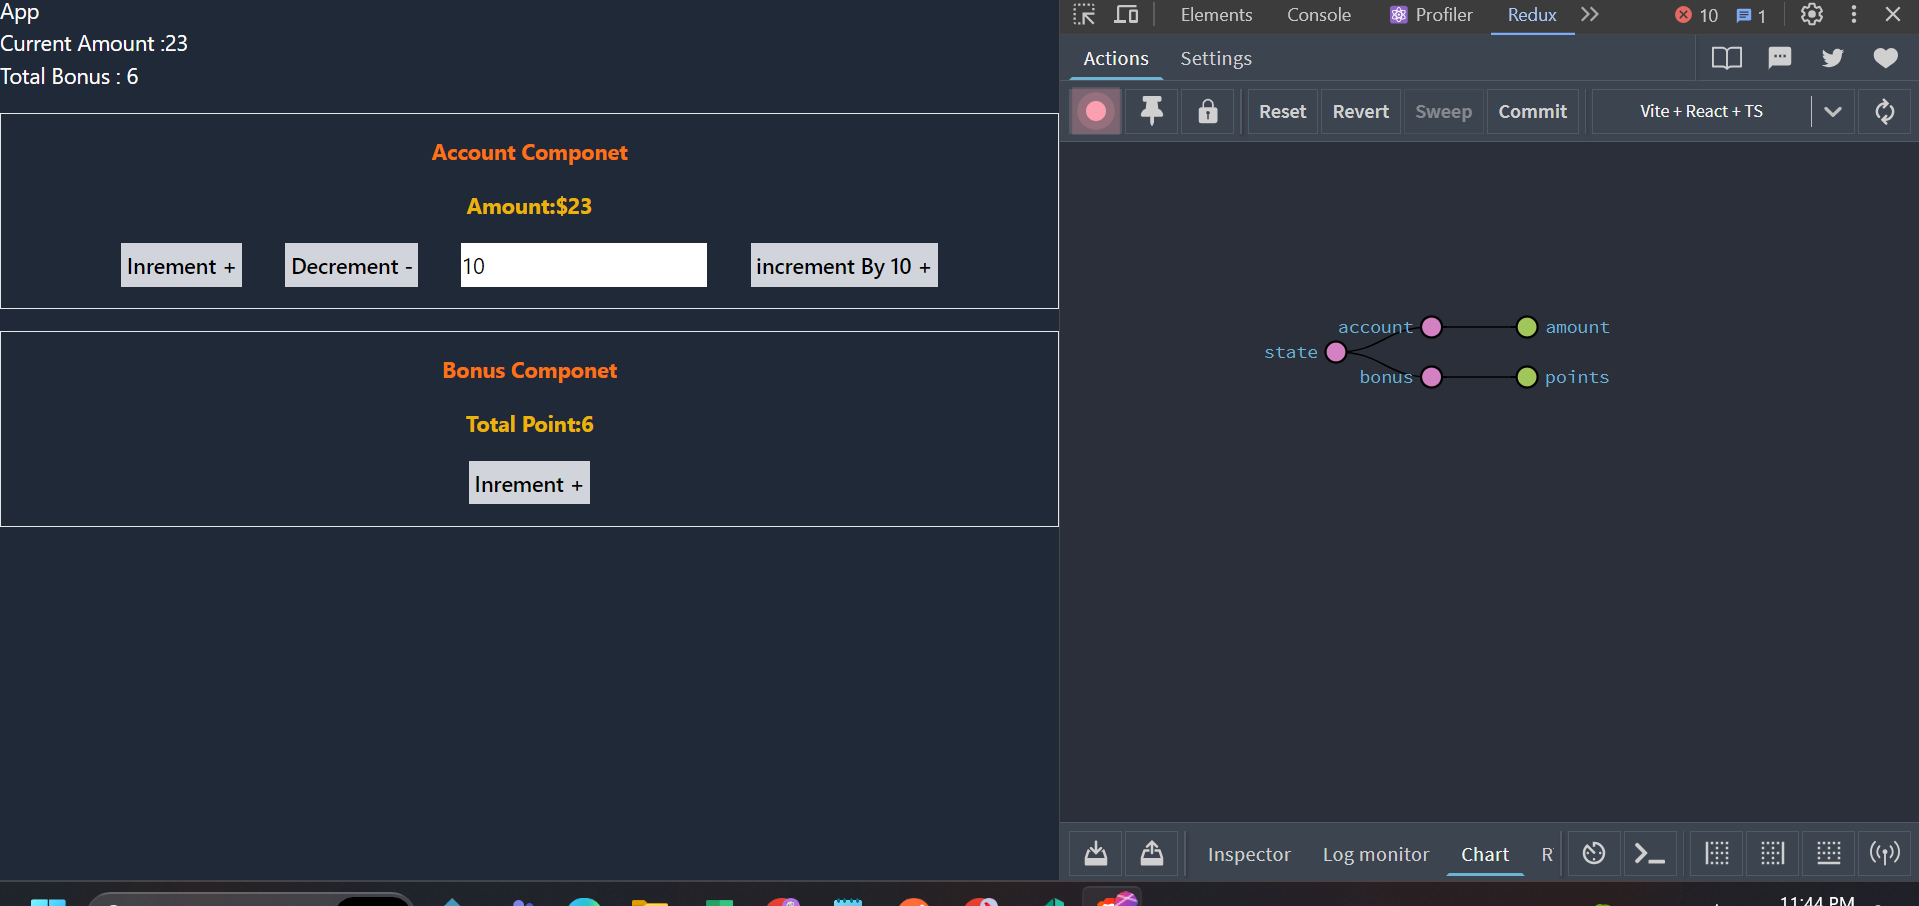 App
Current Amount :23
Total Bonus : 6
Account Componet
Amount:$23
Inrement +
Decrement -
10
increment By 10 +
Bonus Componet
Total Point:6
Inrement +
Elements Console Profiler Redux 10 1
Actions Settings
Reset Revert Sweep Commit Vite + React + TS
account amount
state
bonus points
Inspector Log monitor Chart R
11:44 PM